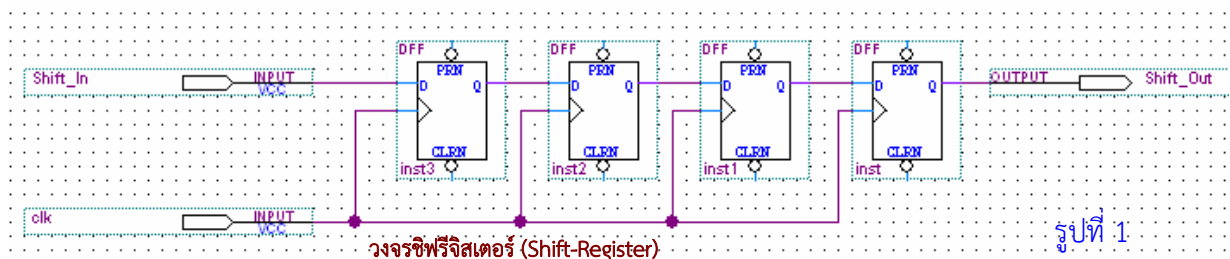 DFF DFF DFF DFF
PRN PRN PRN PRN
Shift_In INPUT VCC D Q D Q D Q D Q OUTPUT Shift_Out
CLRN CLRN CLRN CLRN
inst3 inst2 inst1 inst
clk INPUT VCC
วงจรชิฟรีจิสเตอร์ (Shift-Register)
รูปที่ 1